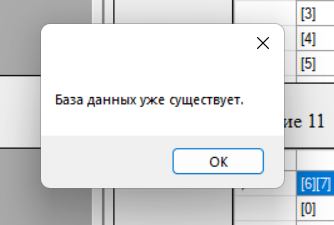 [3]
[4]
[5]
База данных уже существует.
ие 11
OK
[6][7]
[0]